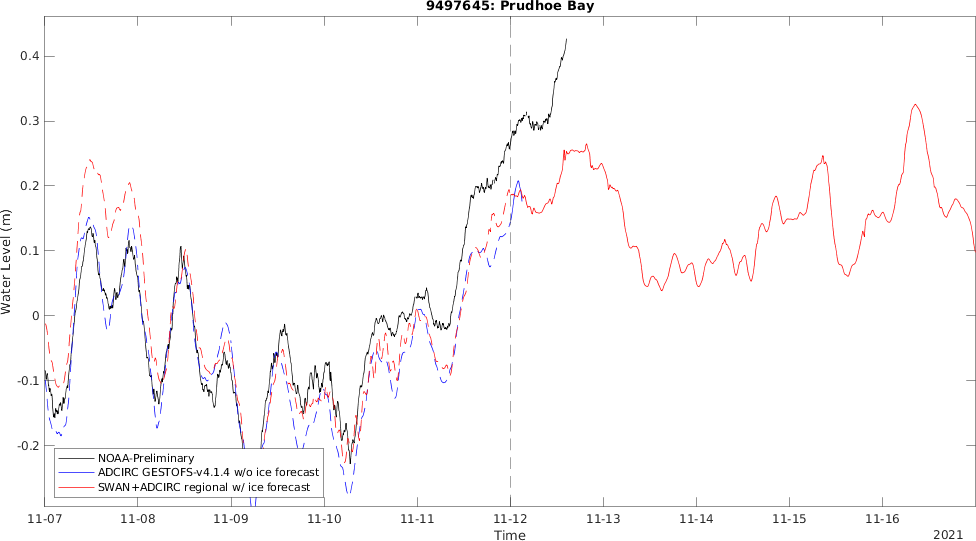 9497645: Prudhoe Bay
Water Level (m)
0.4
0.3
0.2
0.1
0
-0.1
-0.2
NOAA-Preliminary
ADCIRC GESTOFS-v4.1.4 w/o ice forecast
SWAN+ADCIRC regional w/ ice forecast
11-07 11-08 11-09 11-10 11-11 11-12 11-13 11-14 11-15 11-16
Time
2021